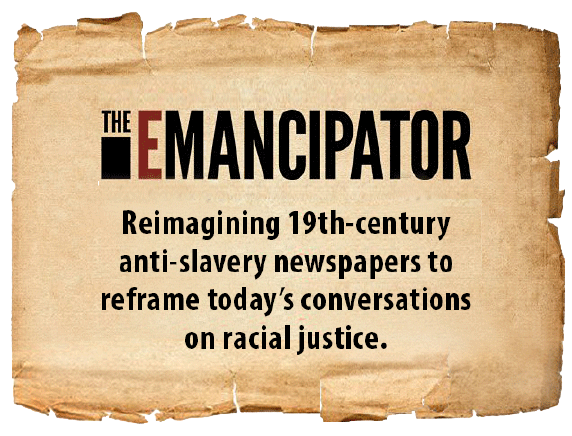 THE EMANCIPATOR
Reimagining 19th-century
anti-slavery newspapers to
reframe today’s conversations
on racial justice.